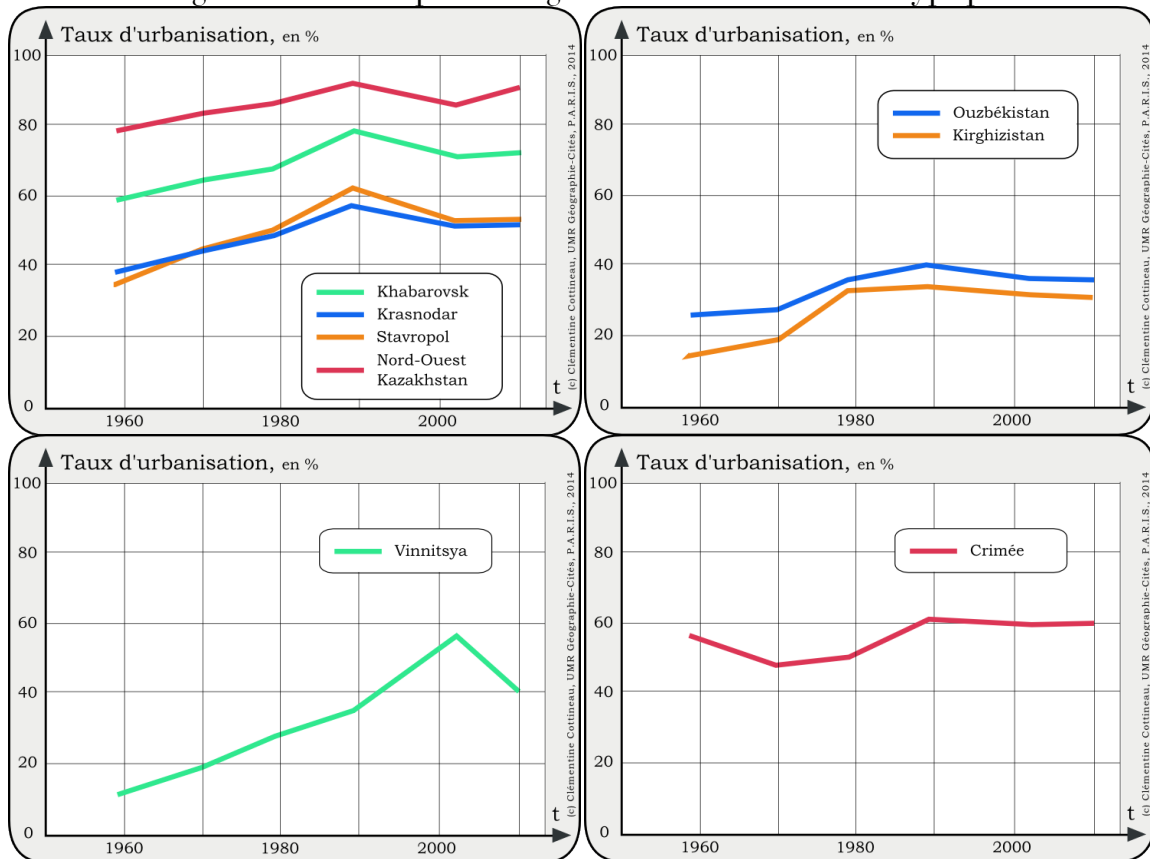 Taux d'urbanisation, en %
100
80
60
40
20
0
1960
1980
2000
t
Khabarovsk
Krasnodar
Stavropol
Nord-Ouest
Kazakhstan
(c) Clémentine Cottineau, UMR Géographie-Cités, P.A.R.I.S., 2014
Taux d'urbanisation, en %
100
80
60
40
20
0
1960
1980
2000
t
Ouzbékistan
Kirghizistan
(c) Clémentine Cottineau, UMR Géographie-Cités, P.A.R.I.S., 2014
Taux d'urbanisation, en %
100
80
60
40
20
0
1960
1980
2000
t
Vinnitsya
(c) Clémentine Cottineau, UMR Géographie-Cités, P.A.R.I.S., 2014
Taux d'urbanisation, en %
100
80
60
40
20
0
1960
1980
2000
t
Crimée
(c) Clémentine Cottineau, UMR Géographie-Cités, P.A.R.I.S., 2014